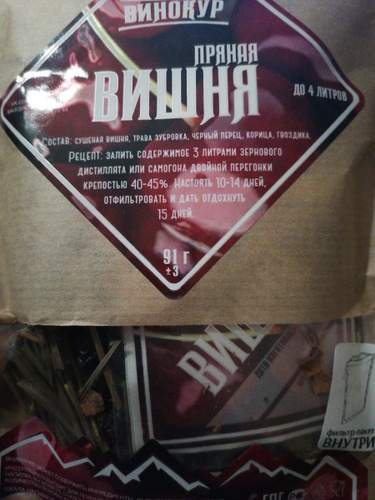 ВИНОКУР
ПРЯНАЯ
ВИШНЯ
ДО 4 ЛИТРОВ
Состав: сушеная вишня, трава зубровка, черный перец, корица, гвоздика.
Рецепт: залить содержимое 3 литрами зернового
дистиллята или самогона двойной перегонки
крепостью 40-45%. Настоять 10-14 дней,
отфильтровать и дать отдохнуть
15 дней.
91 г
±3
ВИШ
фильтр-пакет
ВНУТРИ